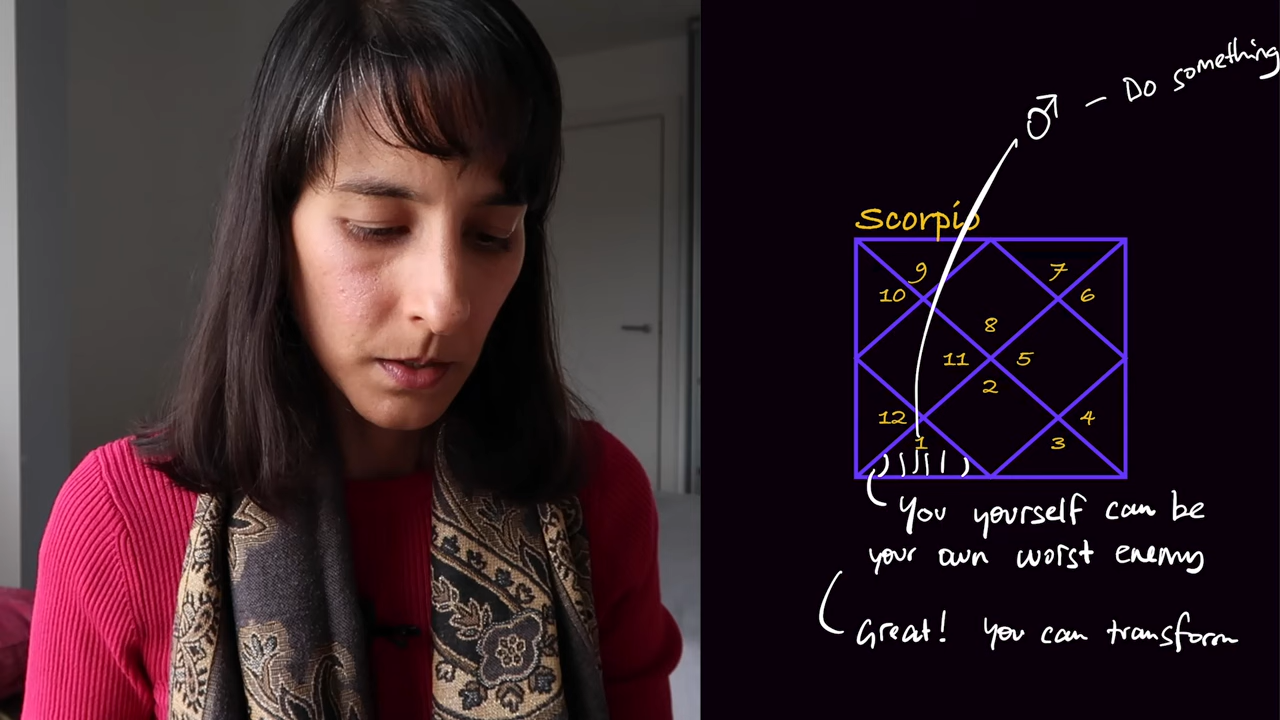 ♂ - Do something
Scorpio
9 7
10 6
8
11 5
2
12 4
1 3
You yourself can be
your own worst enemy
Great! You can transform